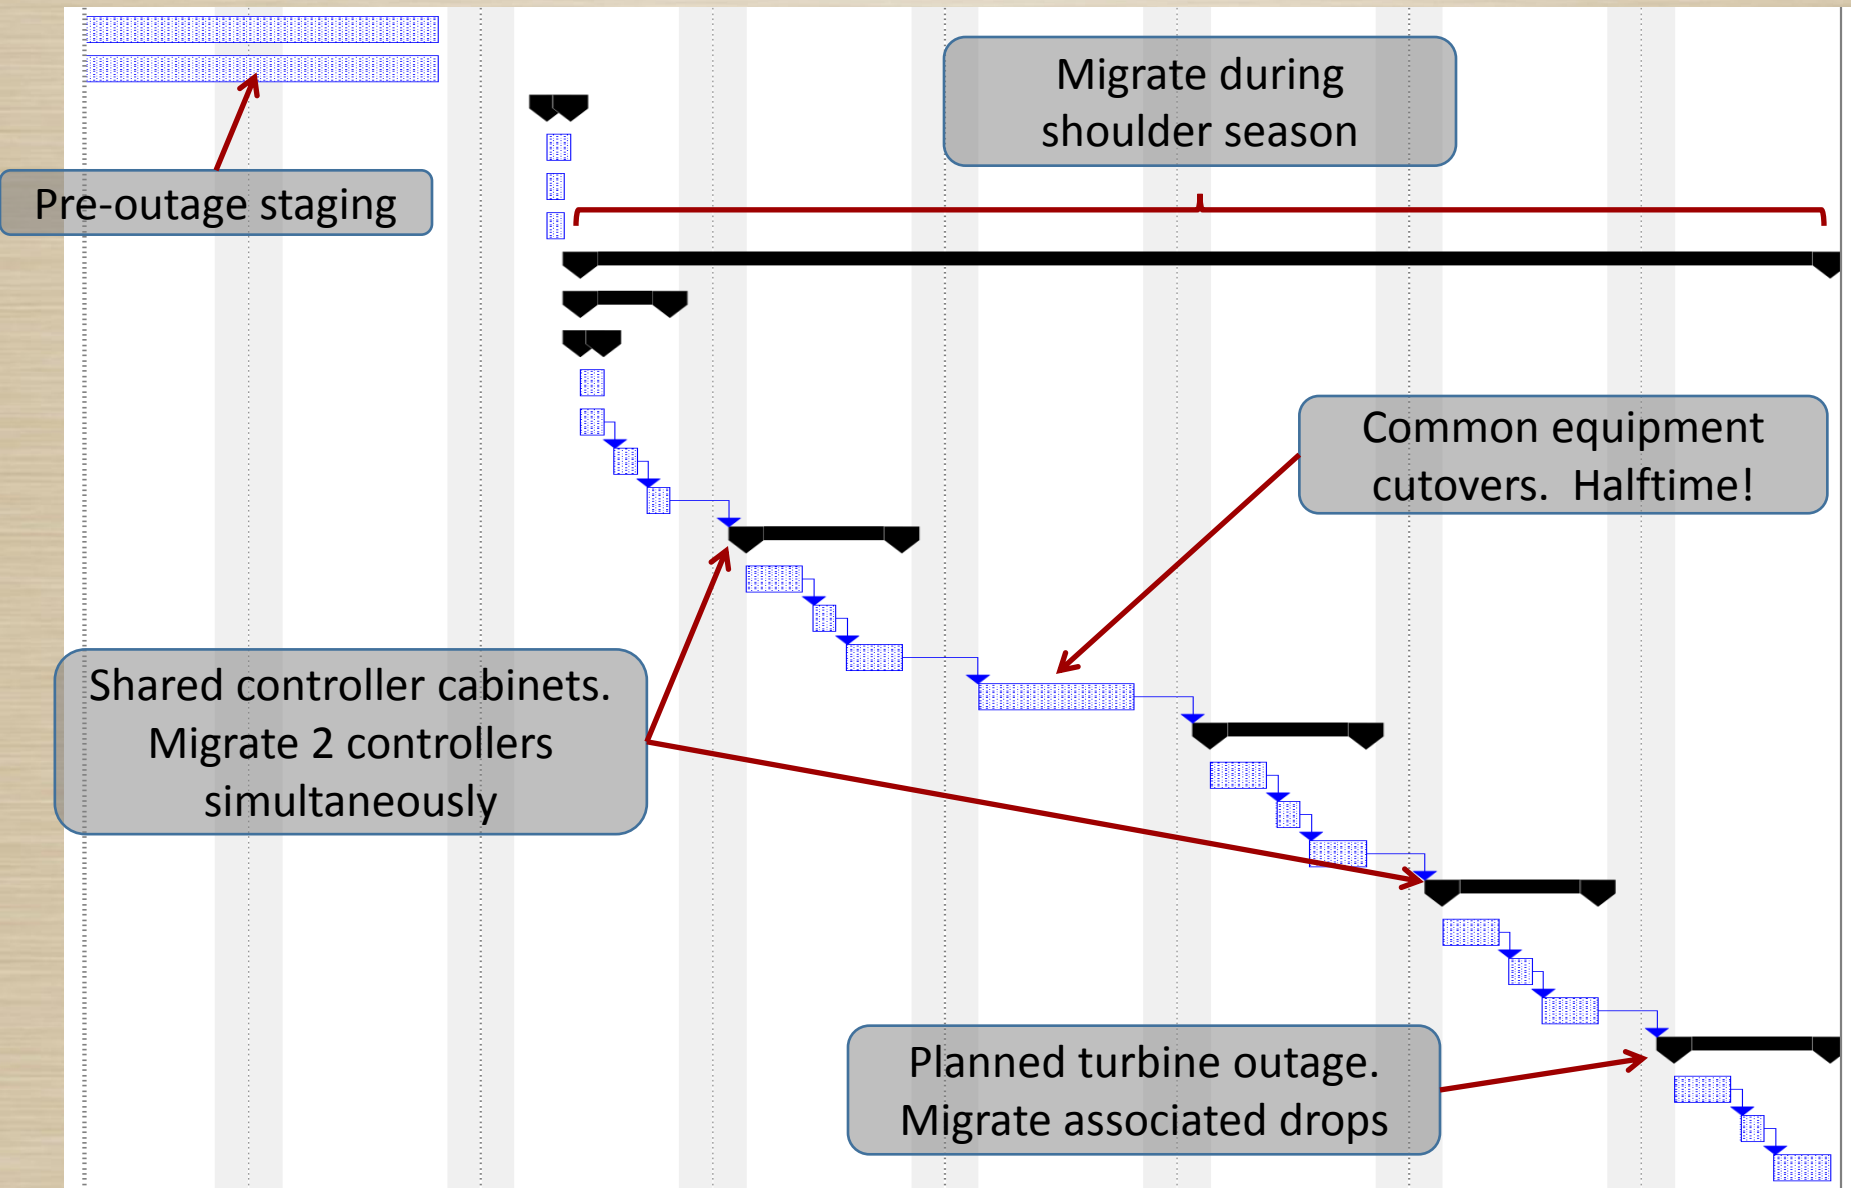 Migrate during
shoulder season
Pre-outage staging
Common equipment
cutovers.  Halftime!
Shared controller cabinets.
Migrate 2 controllers
simultaneously
Planned turbine outage.
Migrate associated drops